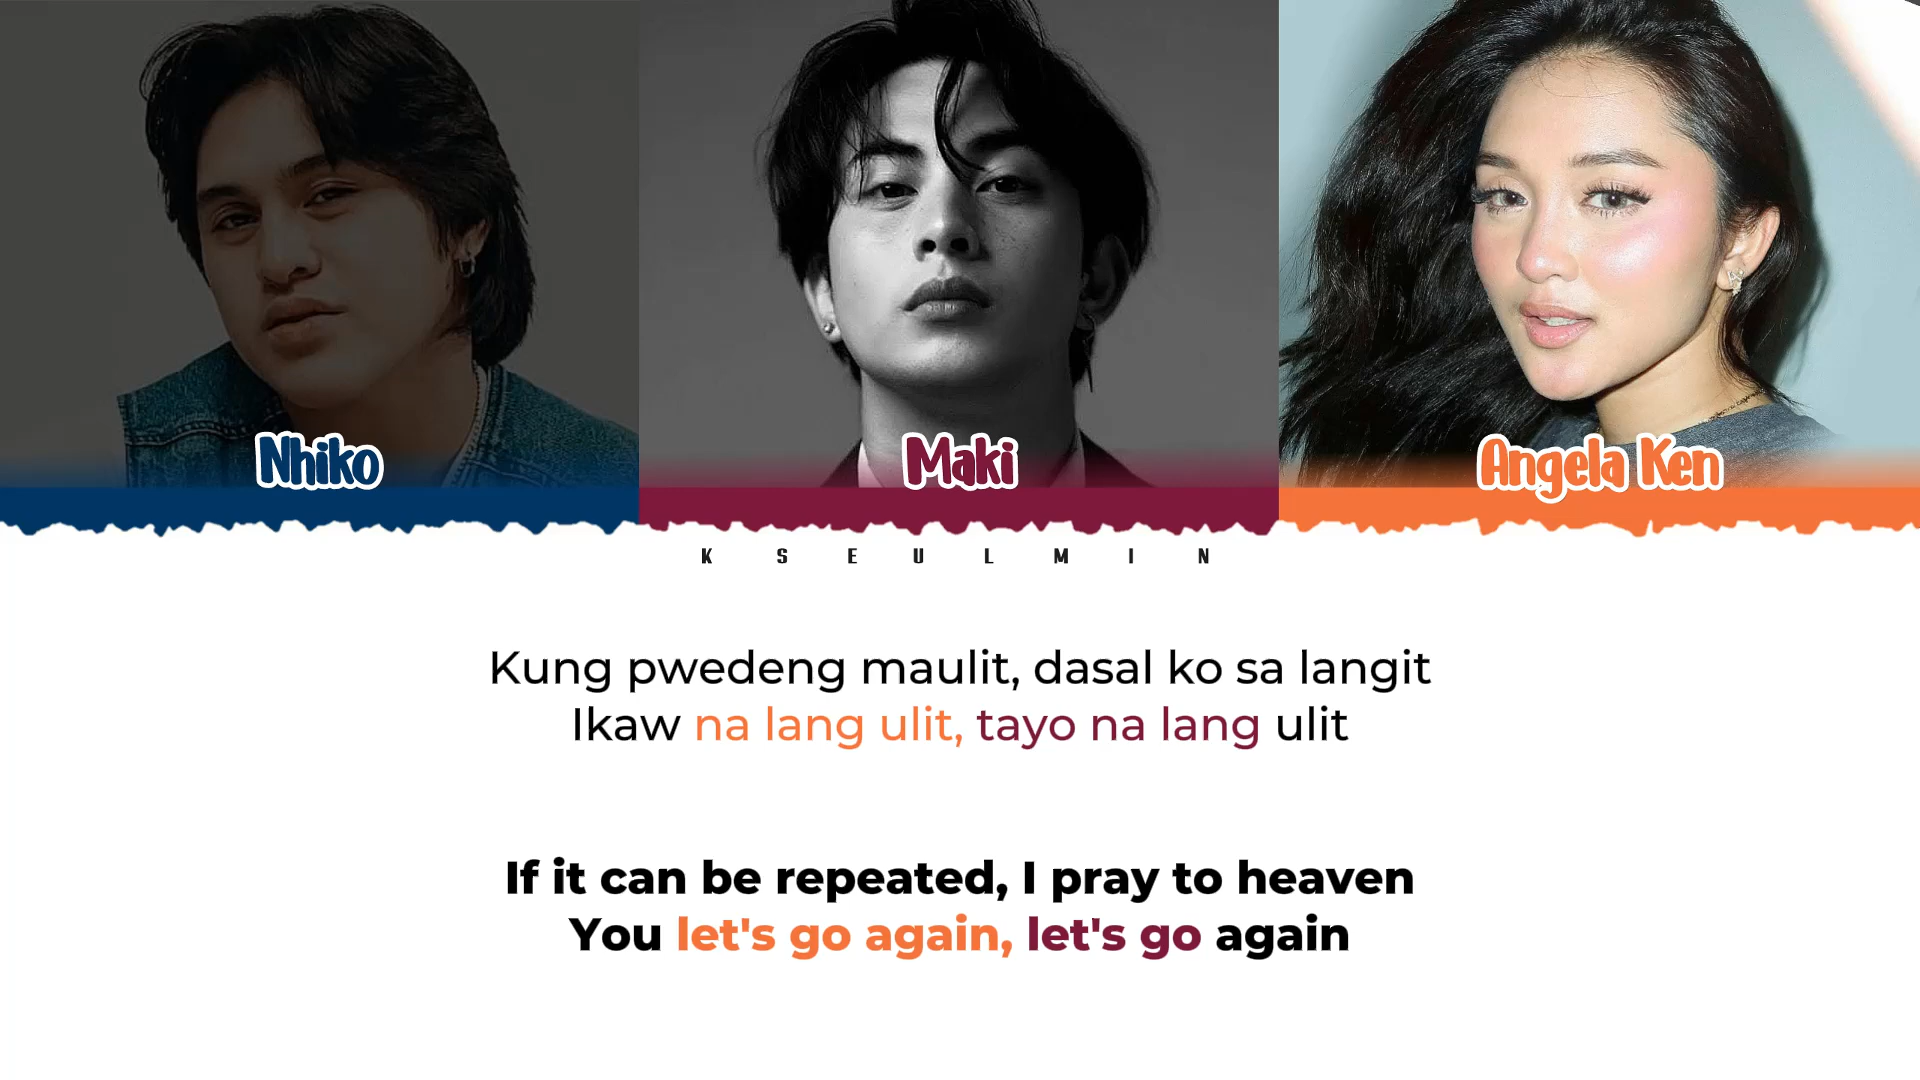 Nhiko
Maki
Angela Ken
KSEULMIN
Kung pwedeng maulit, dasal ko sa langit
Ikaw na lang ulit, tayo na lang ulit
If it can be repeated, I pray to heaven
You let's go again, let's go again